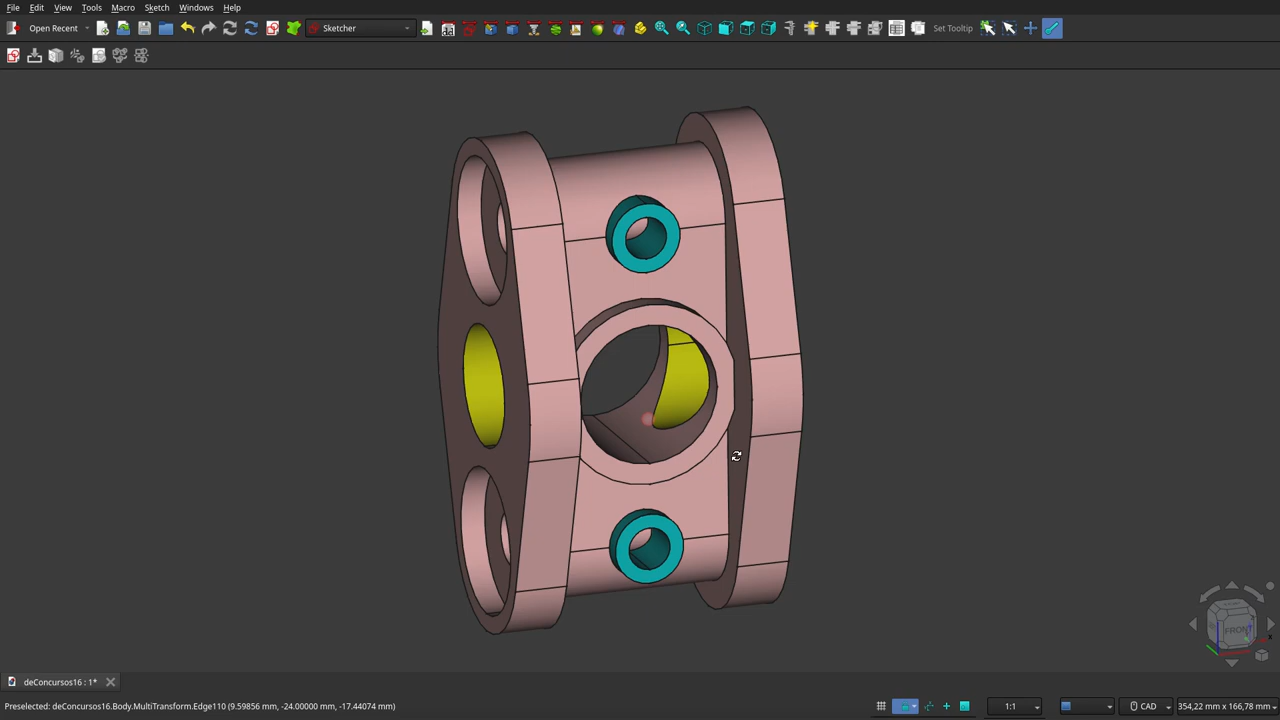 File Edit View Tools Macro Sketch Windows Help
Open Recent Sketcher Set Tooltip
FRONT
deConcursos16 : 1*
Preselected: deConcursos16.Body.MultiTransform.Edge110 (9.59856 mm, -24.00000 mm, -17.44074 mm) 1:1 CAD 354,22 mm x 166,78 mm